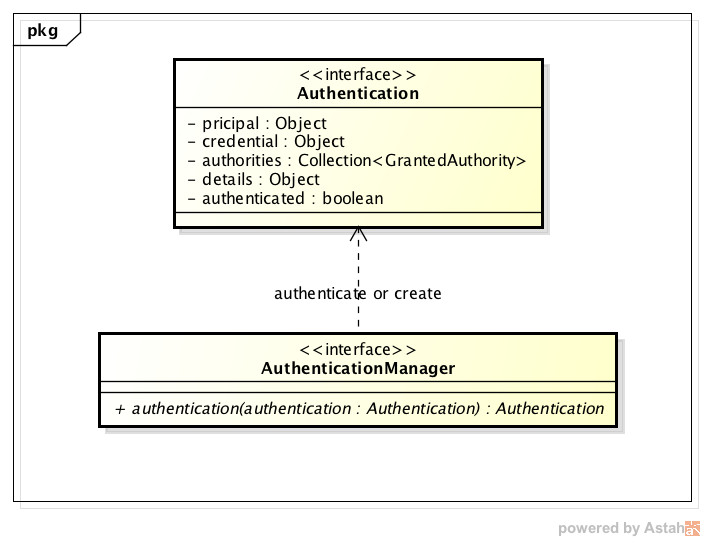 pkg
<<interface>>
Authentication
- pricipal : Object
- credential : Object
- authorities : Collection<GrantedAuthority>
- details : Object
- authenticated : boolean
authenticate or create
<<interface>>
AuthenticationManager
+ authentication(authentication : Authentication) : Authentication
powered by Astah